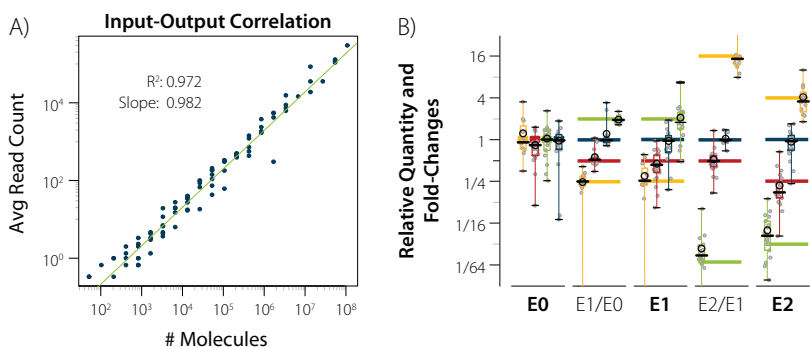 A)
Input-Output Correlation
R²: 0.972
Slope: 0.982
Avg Read Count
10⁴
10²
10⁰
10² 10³ 10⁴ 10⁵ 10⁶ 10⁷ 10⁸
# Molecules
B)
Relative Quantity and
Fold-Changes
16
4
1
1/4
1/16
1/64
E0 E1/E0 E1 E2/E1 E2